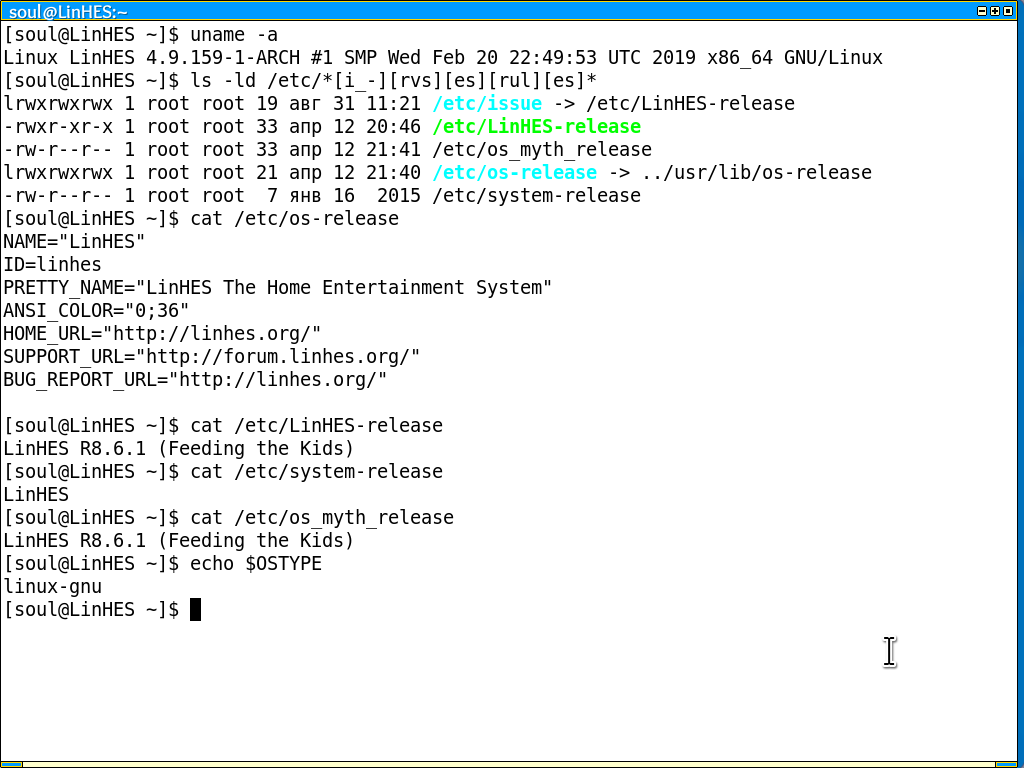 soul@LinHES:~
[soul@LinHES ~]$ uname -a
Linux LinHES 4.9.159-1-ARCH #1 SMP Wed Feb 20 22:49:53 UTC 2019 x86_64 GNU/Linux
[soul@LinHES ~]$ ls -ld /etc/*[i_-][rvs][es][rul][es]*
lrwxrwxrwx 1 root root 19 авг 31 11:21 /etc/issue -> /etc/LinHES-release
-rwxr-xr-x 1 root root 33 апр 12 20:46 /etc/LinHES-release
-rw-r--r-- 1 root root 33 апр 12 21:41 /etc/os_myth_release
lrwxrwxrwx 1 root root 21 апр 12 21:40 /etc/os-release -> ../usr/lib/os-release
-rw-r--r-- 1 root root  7 янв 16  2015 /etc/system-release
[soul@LinHES ~]$ cat /etc/os-release
NAME="LinHES"
ID=linhes
PRETTY_NAME="LinHES The Home Entertainment System"
ANSI_COLOR="0;36"
HOME_URL="http://linhes.org/"
SUPPORT_URL="http://forum.linhes.org/"
BUG_REPORT_URL="http://linhes.org/"
[soul@LinHES ~]$ cat /etc/LinHES-release
LinHES R8.6.1 (Feeding the Kids)
[soul@LinHES ~]$ cat /etc/system-release
LinHES
[soul@LinHES ~]$ cat /etc/os_myth_release
LinHES R8.6.1 (Feeding the Kids)
[soul@LinHES ~]$ echo $OSTYPE
linux-gnu
[soul@LinHES ~]$